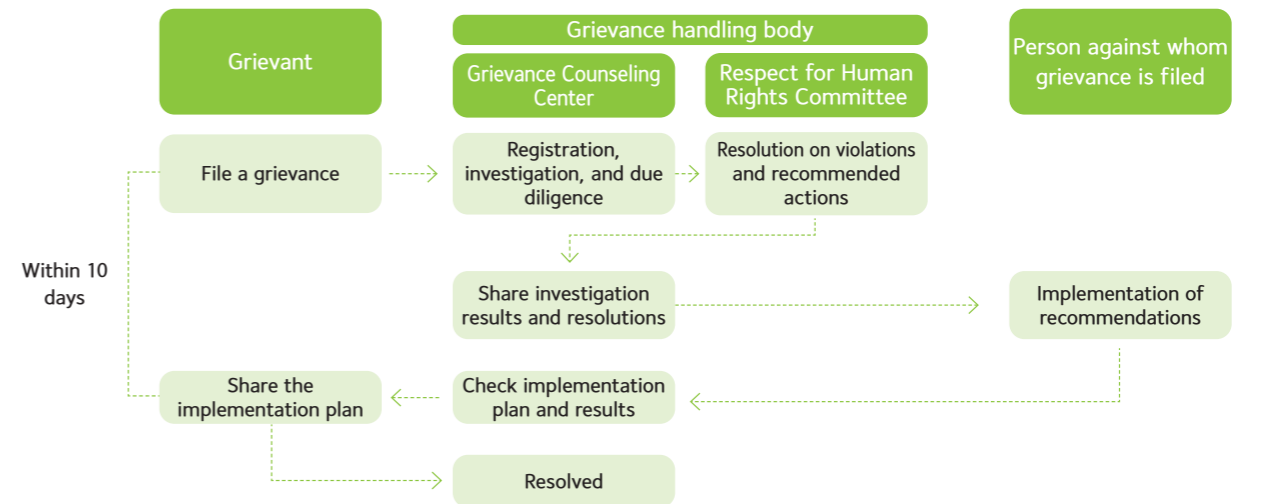 Grievant
Grievance handling body
Grievance Counseling
Center
Respect for Human
Rights Committee
Person against whom
grievance is filed
File a grievance
Registration,
investigation, and due
diligence
Resolution on violations
and recommended
actions
Within 10
days
Share investigation
results and resolutions
Implementation of
recommendations
Share the
implementation plan
Check implementation
plan and results
Resolved